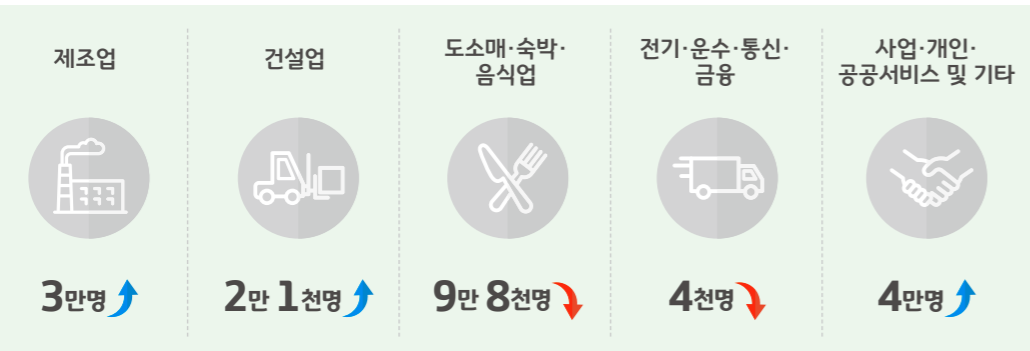 제조업
3만명
건설업
2만 1천명
도소매·숙박·
음식업
9만 8천명
전기·운수·통신·
금융
4천명
사업·개인·
공공서비스 및 기타
4만명